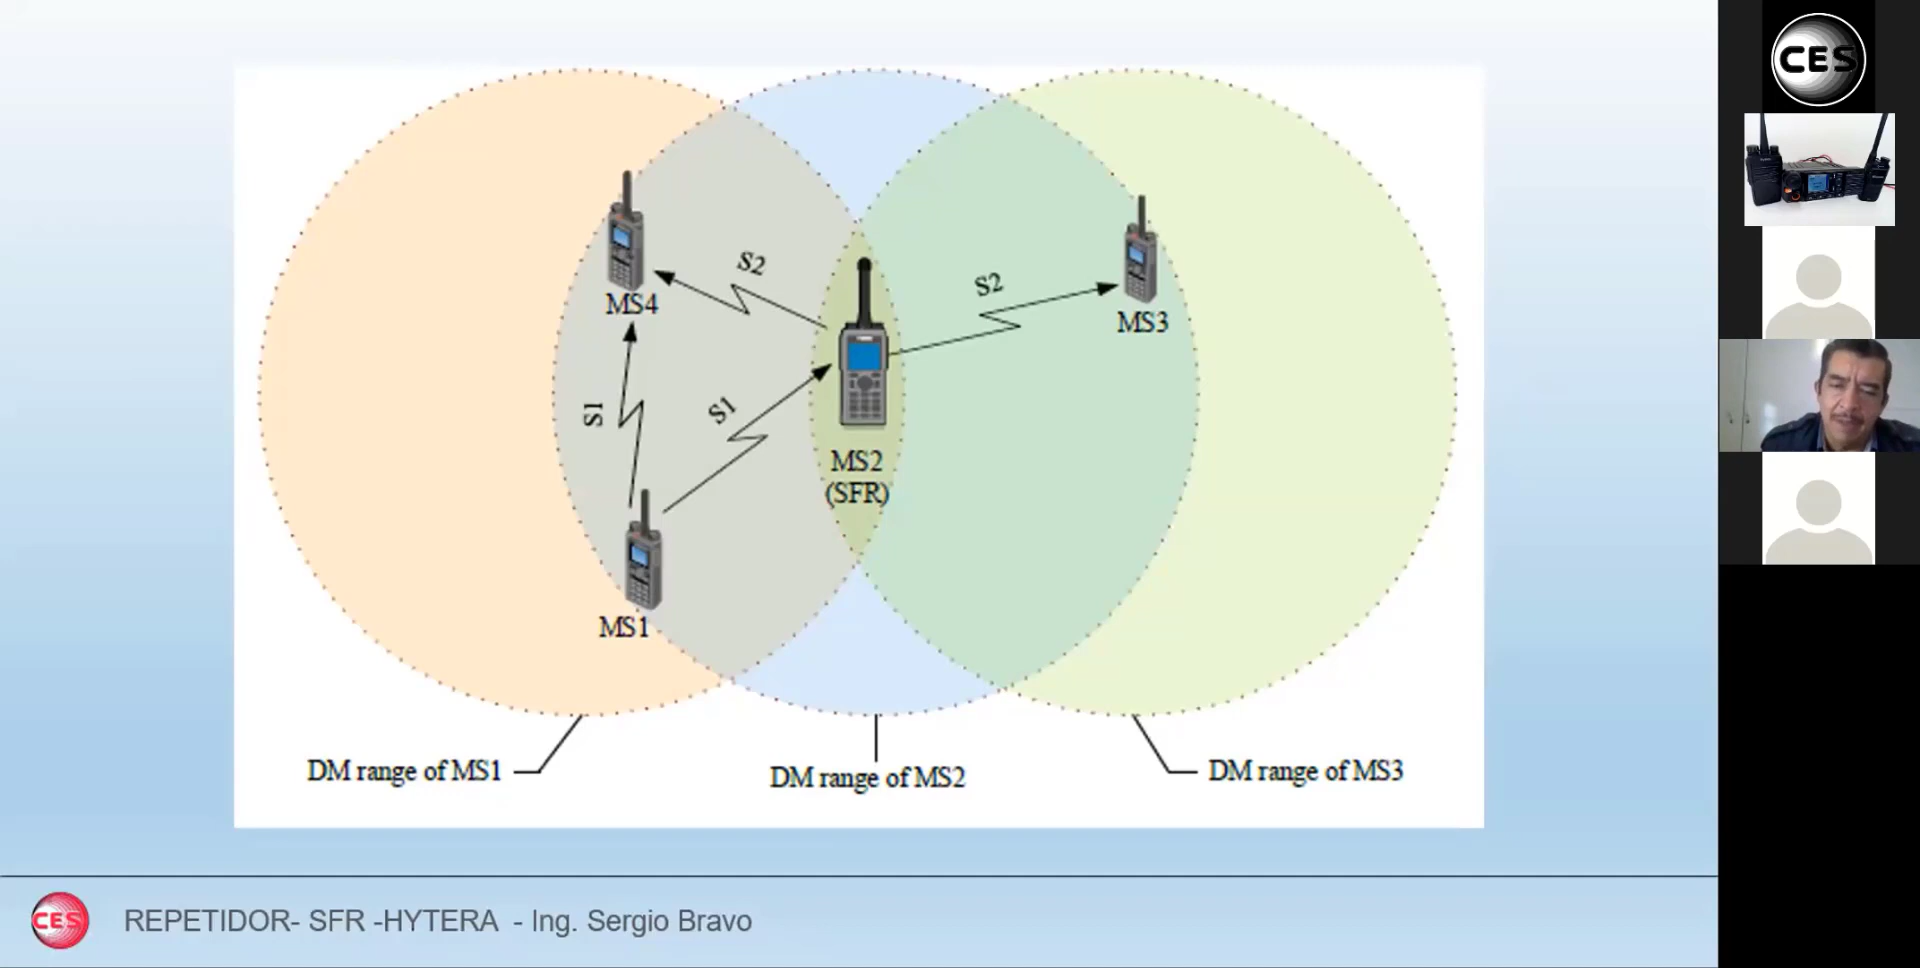 CES
S2
S2
MS4
MS3
S1
S1
MS2
(SFR)
MS1
DM range of MS1
DM range of MS2
DM range of MS3
CES
REPETIDOR- SFR -HYTERA - Ing. Sergio Bravo